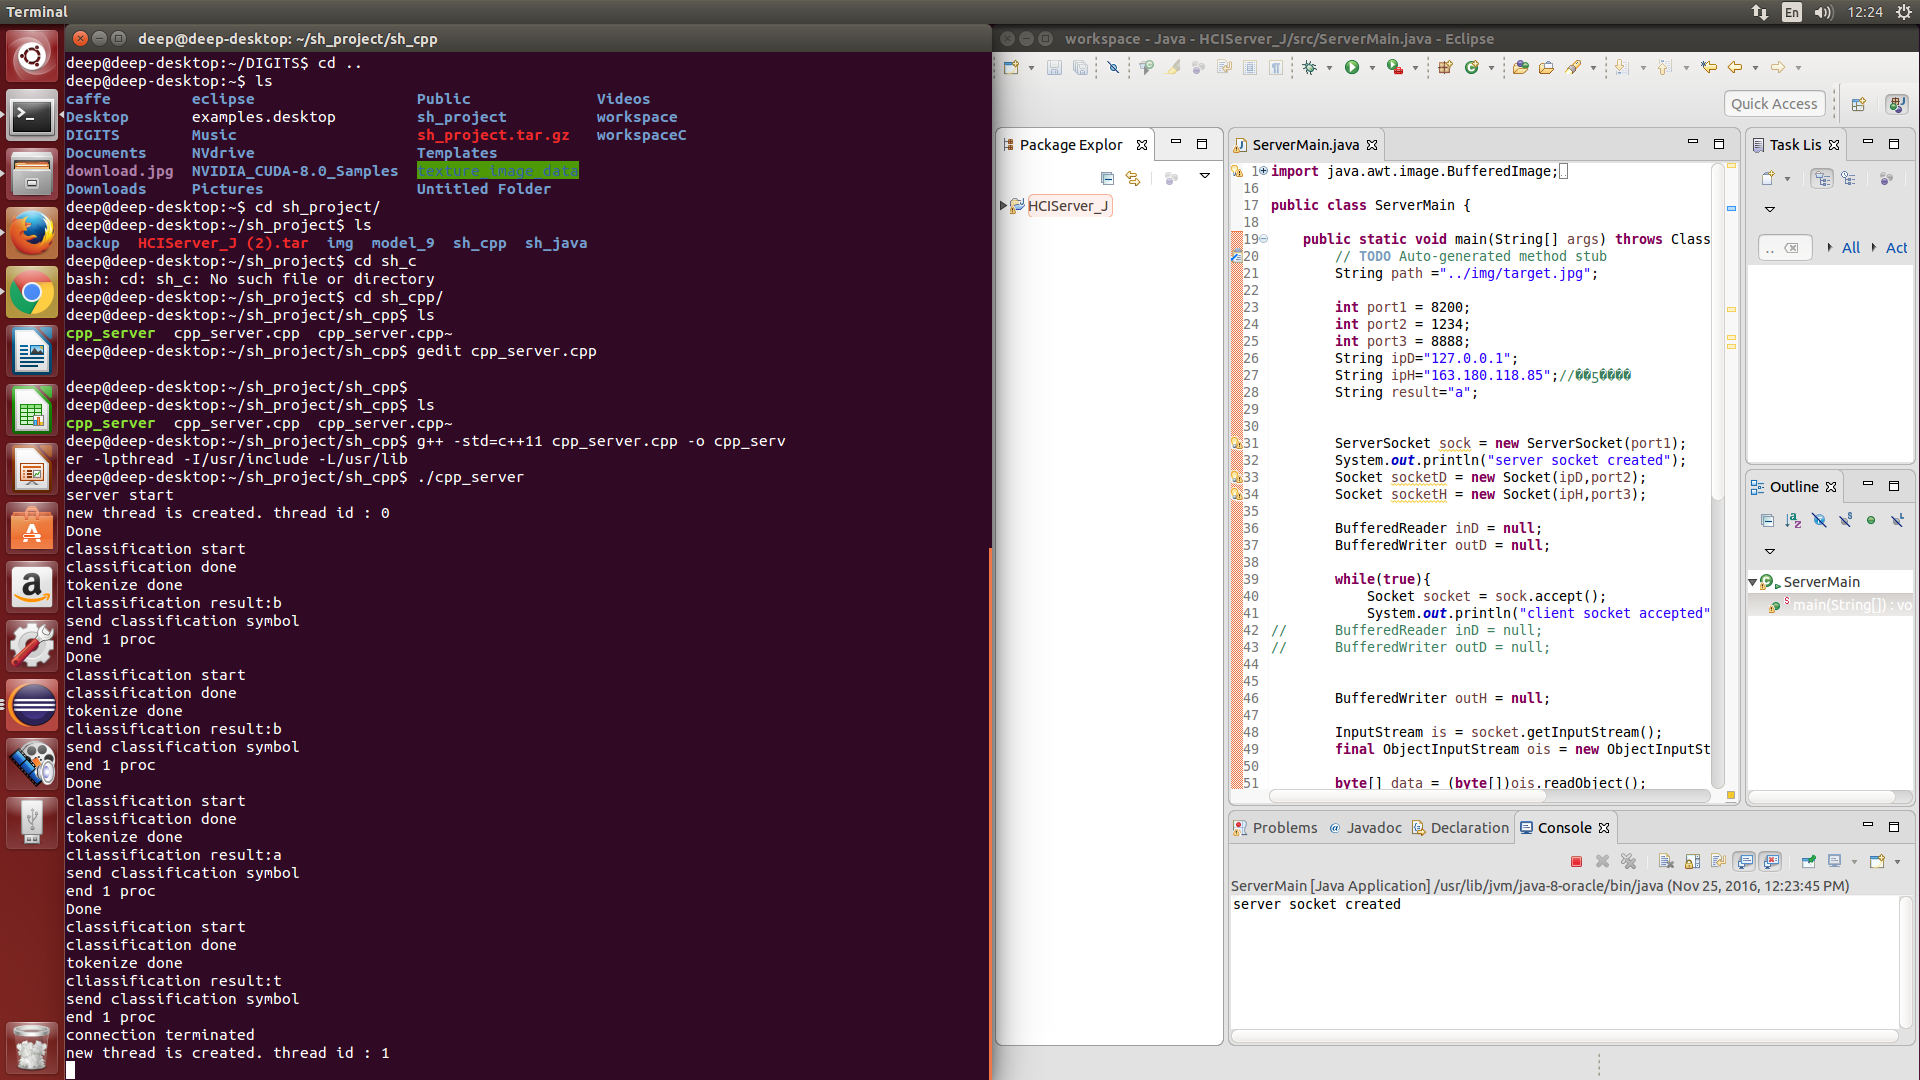 Terminal
En
12:24
deep@deep-desktop: ~/sh_project/sh_cpp
deep@deep-desktop:~/DIGITS$ cd ..
deep@deep-desktop:~$ ls
caffe eclipse Public Videos
Desktop examples.desktop sh_project workspace
DIGITS Music sh_project.tar.gz workspaceC
Documents NVdrive Templates
download.jpg NVIDIA_CUDA-8.0_Samples texture_image_data
Downloads Pictures Untitled Folder
deep@deep-desktop:~$ cd sh_project/
deep@deep-desktop:~/sh_project$ ls
backup HCIServer_J (2).tar img model_9 sh_cpp sh_java
deep@deep-desktop:~/sh_project$ cd sh_c
bash: cd: sh_c: No such file or directory
deep@deep-desktop:~/sh_project$ cd sh_cpp/
deep@deep-desktop:~/sh_project/sh_cpp$ ls
cpp_server cpp_server.cpp cpp_server.cpp~
deep@deep-desktop:~/sh_project/sh_cpp$ gedit cpp_server.cpp
deep@deep-desktop:~/sh_project/sh_cpp$
deep@deep-desktop:~/sh_project/sh_cpp$ ls
cpp_server cpp_server.cpp cpp_server.cpp~
deep@deep-desktop:~/sh_project/sh_cpp$ g++ -std=c++11 cpp_server.cpp -o cpp_serv
er -lpthread -I/usr/include -L/usr/lib
deep@deep-desktop:~/sh_project/sh_cpp$ ./cpp_server
server start
new thread is created. thread id : 0
Done
classification start
classification done
tokenize done
cliassification result:b
send classification symbol
end 1 proc
Done
classification start
classification done
tokenize done
cliassification result:b
send classification symbol
end 1 proc
Done
classification start
classification done
tokenize done
cliassification result:a
send classification symbol
end 1 proc
Done
classification start
classification done
tokenize done
cliassification result:t
send classification symbol
end 1 proc
connection terminated
new thread is created. thread id : 1
workspace - Java - HCIServer_J/src/ServerMain.java - Eclipse
Quick Access
Package Explor
HCIServer_J
ServerMain.java
1 import java.awt.image.BufferedImage;
16
17 public class ServerMain {
18
19 public static void main(String[] args) throws Class
20 // TODO Auto-generated method stub
21 String path ="../img/target.jpg";
22
23 int port1 = 8200;
24 int port2 = 1234;
25 int port3 = 8888;
26 String ipD="127.0.0.1";
27 String ipH="163.180.118.85";//��ƽ����
28 String result="a";
29
30
31 ServerSocket sock = new ServerSocket(port1);
32 System.out.println("server socket created");
33 Socket socketD = new Socket(ipD,port2);
34 Socket socketH = new Socket(ipH,port3);
35
36 BufferedReader inD = null;
37 BufferedWriter outD = null;
38
39 while(true){
40 Socket socket = sock.accept();
41 System.out.println("client socket accepted"
42 // BufferedReader inD = null;
43 // BufferedWriter outD = null;
44
45
46 BufferedWriter outH = null;
47
48 InputStream is = socket.getInputStream();
49 final ObjectInputStream ois = new ObjectInputSt
50
51 byte[] data = (byte[])ois.readObject();
Task Lis
.. All Act
Outline
ServerMain
main(String[]) : vo
Problems @ Javadoc Declaration Console
ServerMain [Java Application] /usr/lib/jvm/java-8-oracle/bin/java (Nov 25, 2016, 12:23:45 PM)
server socket created